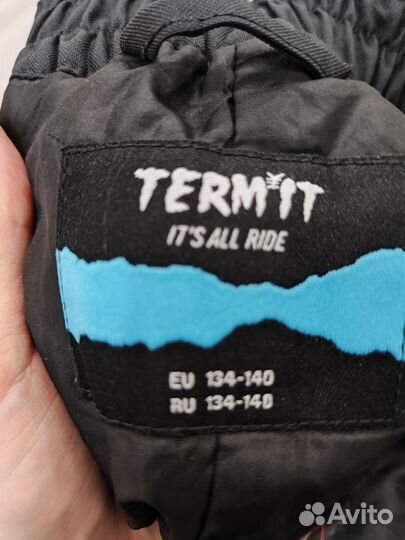 TERMIT
IT'S ALL RIDE
EU 134-140
RU 134-140
Avito